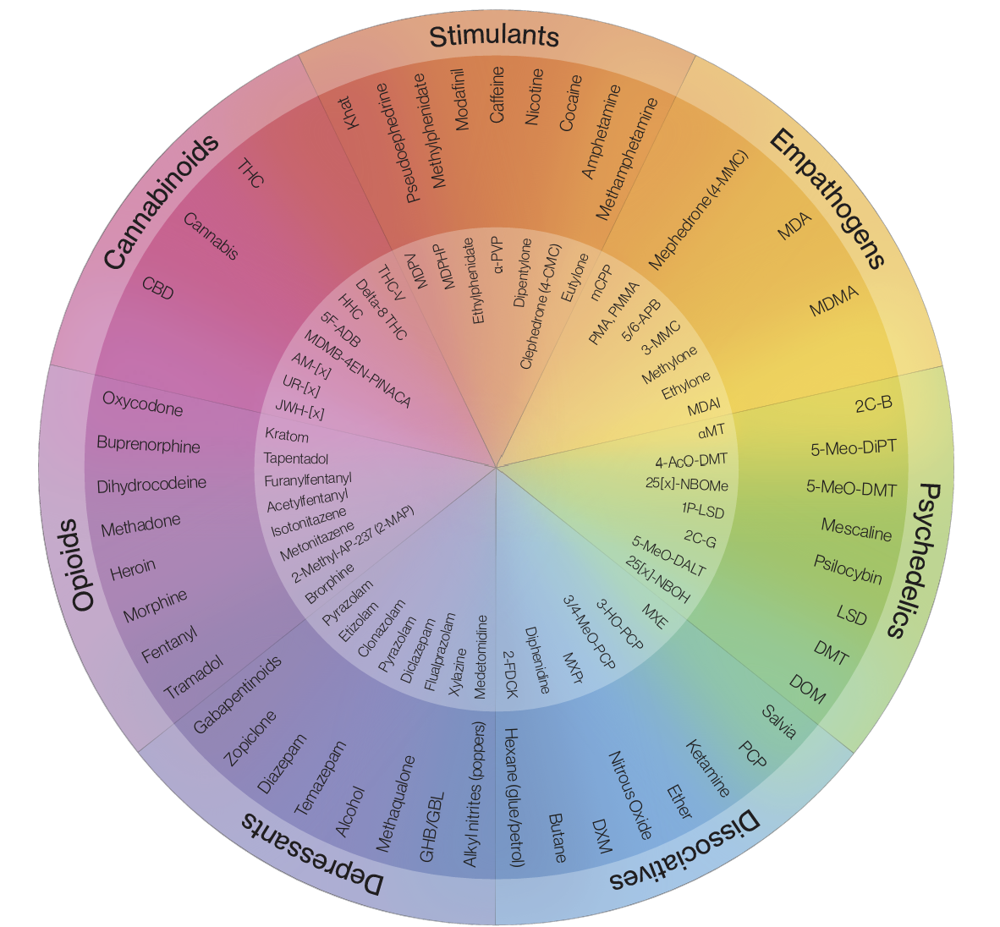 Stimulants
Khat
Pseudoephedrine
Methylphenidate
Modafinil
Caffeine
Nicotine
Cocaine
Amphetamine
Methamphetamine
MDPV
MDPHP
Ethylphenidate
α-PVP
Dipentylone
Clephedrone (4-CMC)
Eutylone
Empathogens
Mephedrone (4-MMC)
MDA
MDMA
mCPP
PMA, PMMA
5/6-APB
3-MMC
Methylone
Ethylone
MDAI
Psychedelics
2C-B
5-Meo-DiPT
5-MeO-DMT
Mescaline
Psilocybin
LSD
DMT
DOM
αMT
4-AcO-DMT
25[x]-NBOMe
1P-LSD
2C-G
5-MeO-DALT
25[x]-NBOH
Dissociatives
Salvia
PCP
Ketamine
Ether
Nitrous Oxide
DXM
Butane
Hexane (glue/petrol)
MXE
3-HO-PCP
3/4-MeO-PCP
MXPr
Diphenidine
2-FDCK
Depressants
Alkyl nitrites (poppers)
GHB/GBL
Methaqualone
Alcohol
Temazepam
Diazepam
Zopiclone
Gabapentinoids
Medetomidine
Xylazine
Flualprazolam
Diclazepam
Pyrazolam
Clonazolam
Etizolam
Pyrazolam
Opioids
Tramadol
Fentanyl
Morphine
Heroin
Methadone
Dihydrocodeine
Buprenorphine
Oxycodone
Brorphine
2-Methyl-AP-237 (2-MAP)
Metonitazene
Isotonitazene
Acetylfentanyl
Furanylfentanyl
Tapentadol
Kratom
Cannabinoids
CBD
Cannabis
THC
JWH-[x]
UR-[x]
AM-[x]
MDMB-4EN-PINACA
5F-ADB
HHC
Delta-8 THC
THC-V